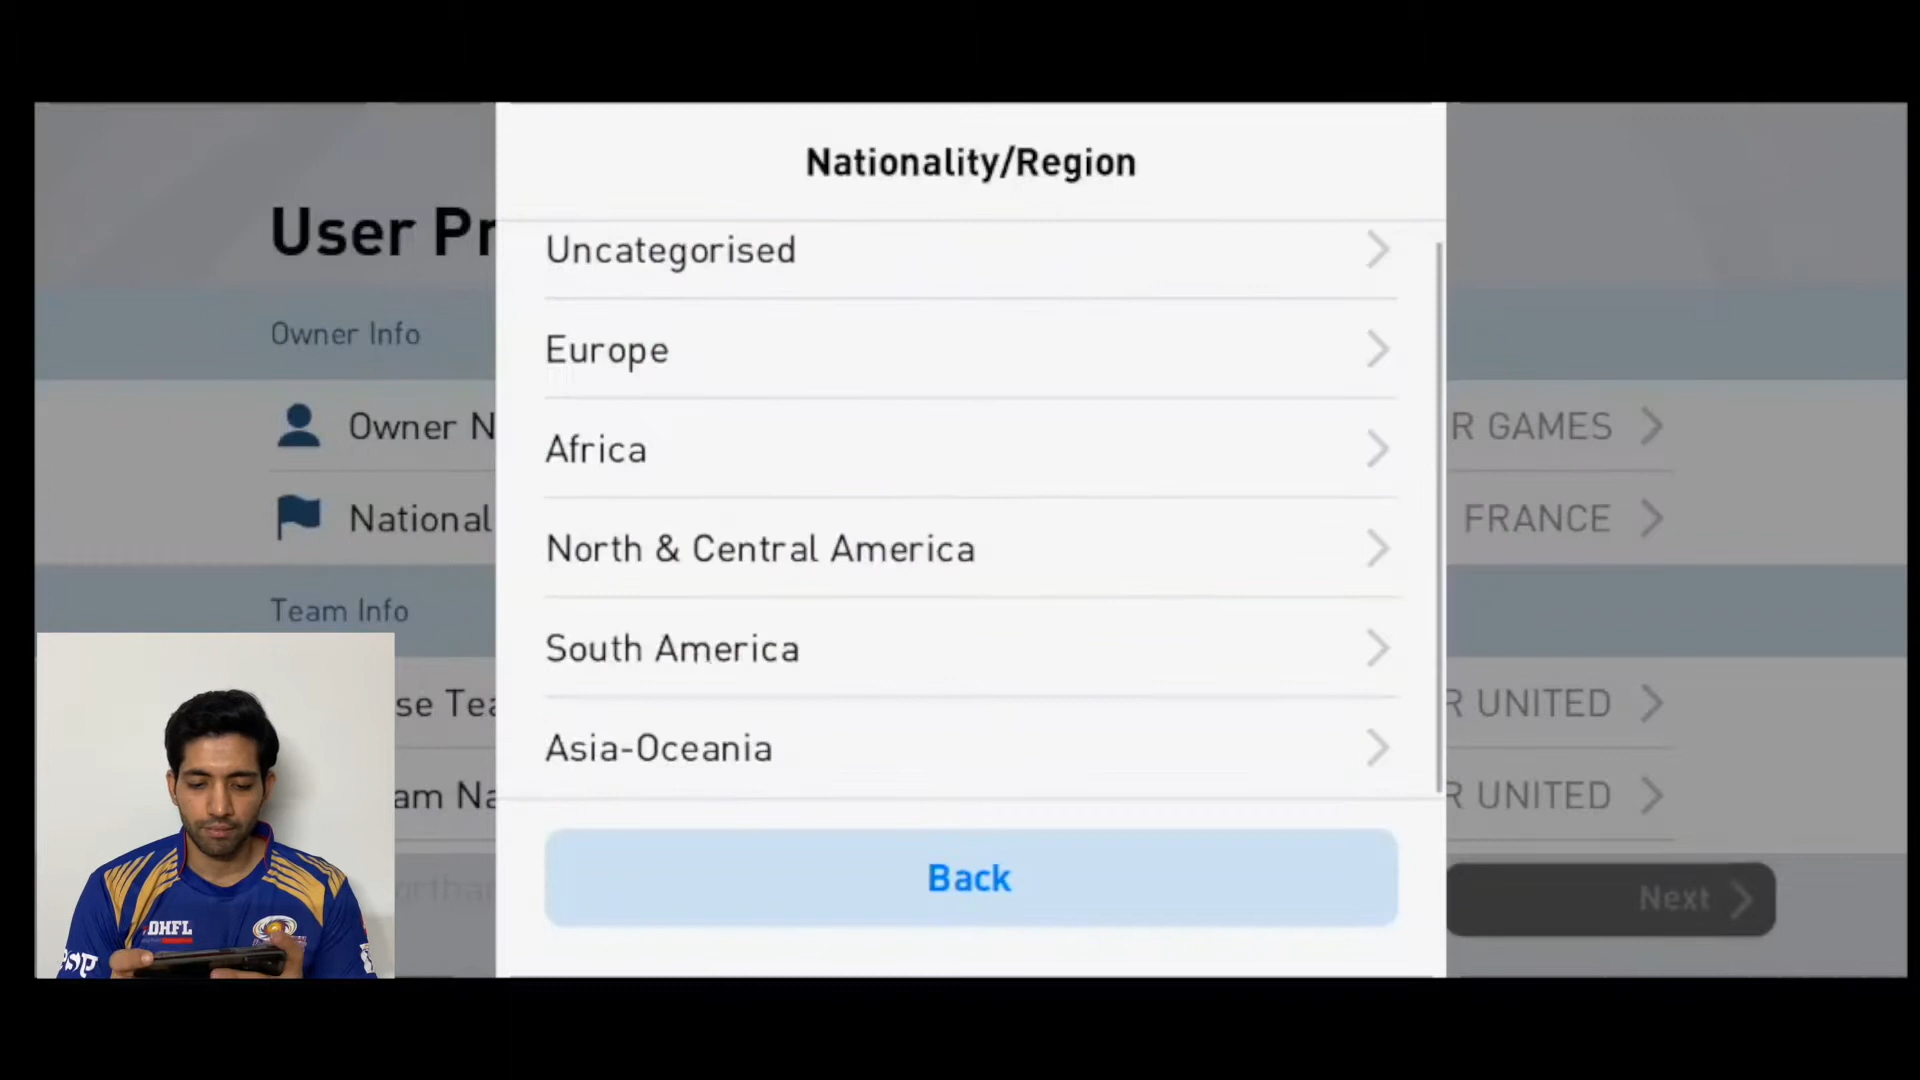 Nationality/Region
User Pr
Uncategorised
Owner Info
Europe
Owner N
R GAMES
Africa
National
FRANCE
North & Central America
Team Info
South America
se Tea
R UNITED
Asia-Oceania
am Na
R UNITED
Back
Next
DHFL